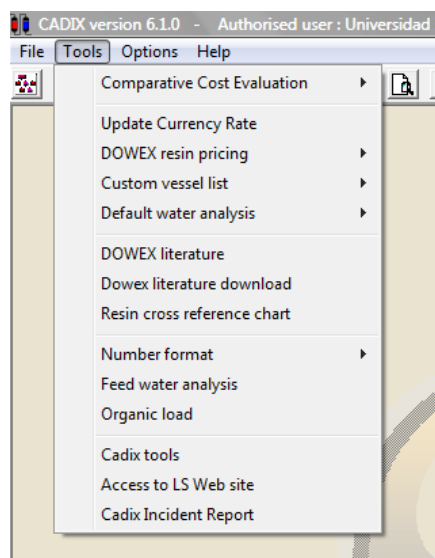 CADIX version 6.1.0 - Authorised user : Universidad
File Tools Options Help
Comparative Cost Evaluation
Update Currency Rate
DOWEX resin pricing
Custom vessel list
Default water analysis
DOWEX literature
Dowex literature download
Resin cross reference chart
Number format
Feed water analysis
Organic load
Cadix tools
Access to LS Web site
Cadix Incident Report